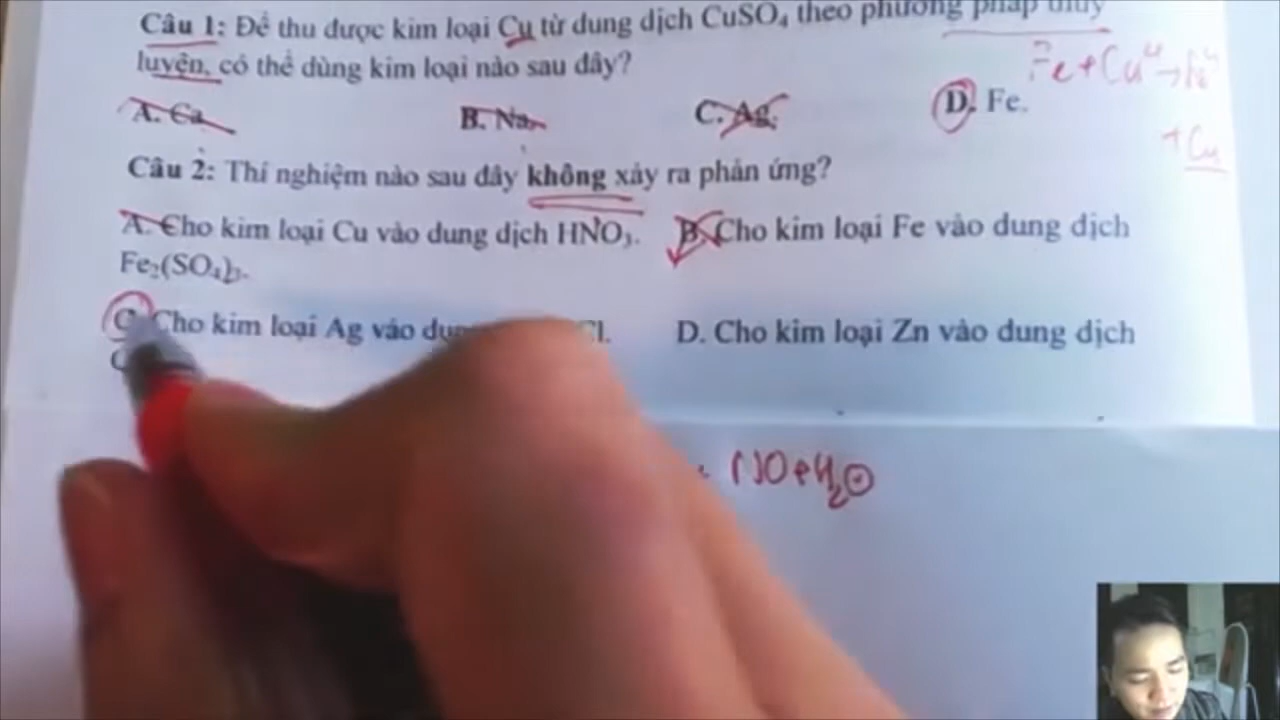 Câu 1: Để thu được kim loại Cu từ dung dịch CuSO₄ theo phương pháp thủy
luyện, có thể dùng kim loại nào sau đây?
Fe + Cu
A. Ca. B. Na. C. Ag. D. Fe.
+ Cu
Câu 2: Thí nghiệm nào sau đây không xảy ra phản ứng?
A. Cho kim loại Cu vào dung dịch HNO₃. B. Cho kim loại Fe vào dung dịch
Fe₂(SO₄)₃.
C. Cho kim loại Ag vào Cl. D. Cho kim loại Zn vào dung dịch
NO + H₂O